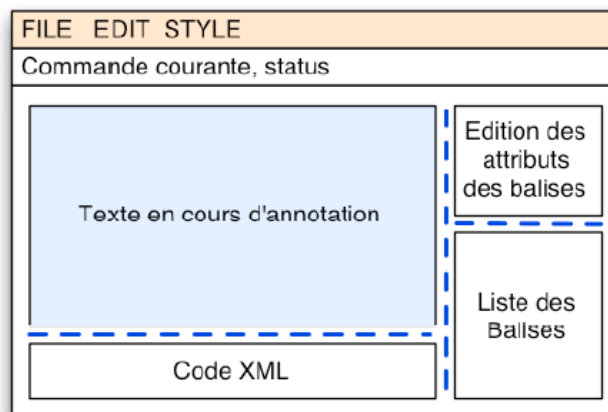 FILE EDIT STYLE
Commande courante, status
Texte en cours d'annotation
Edition des
attributs
des balises
Liste des
Balises
Code XML